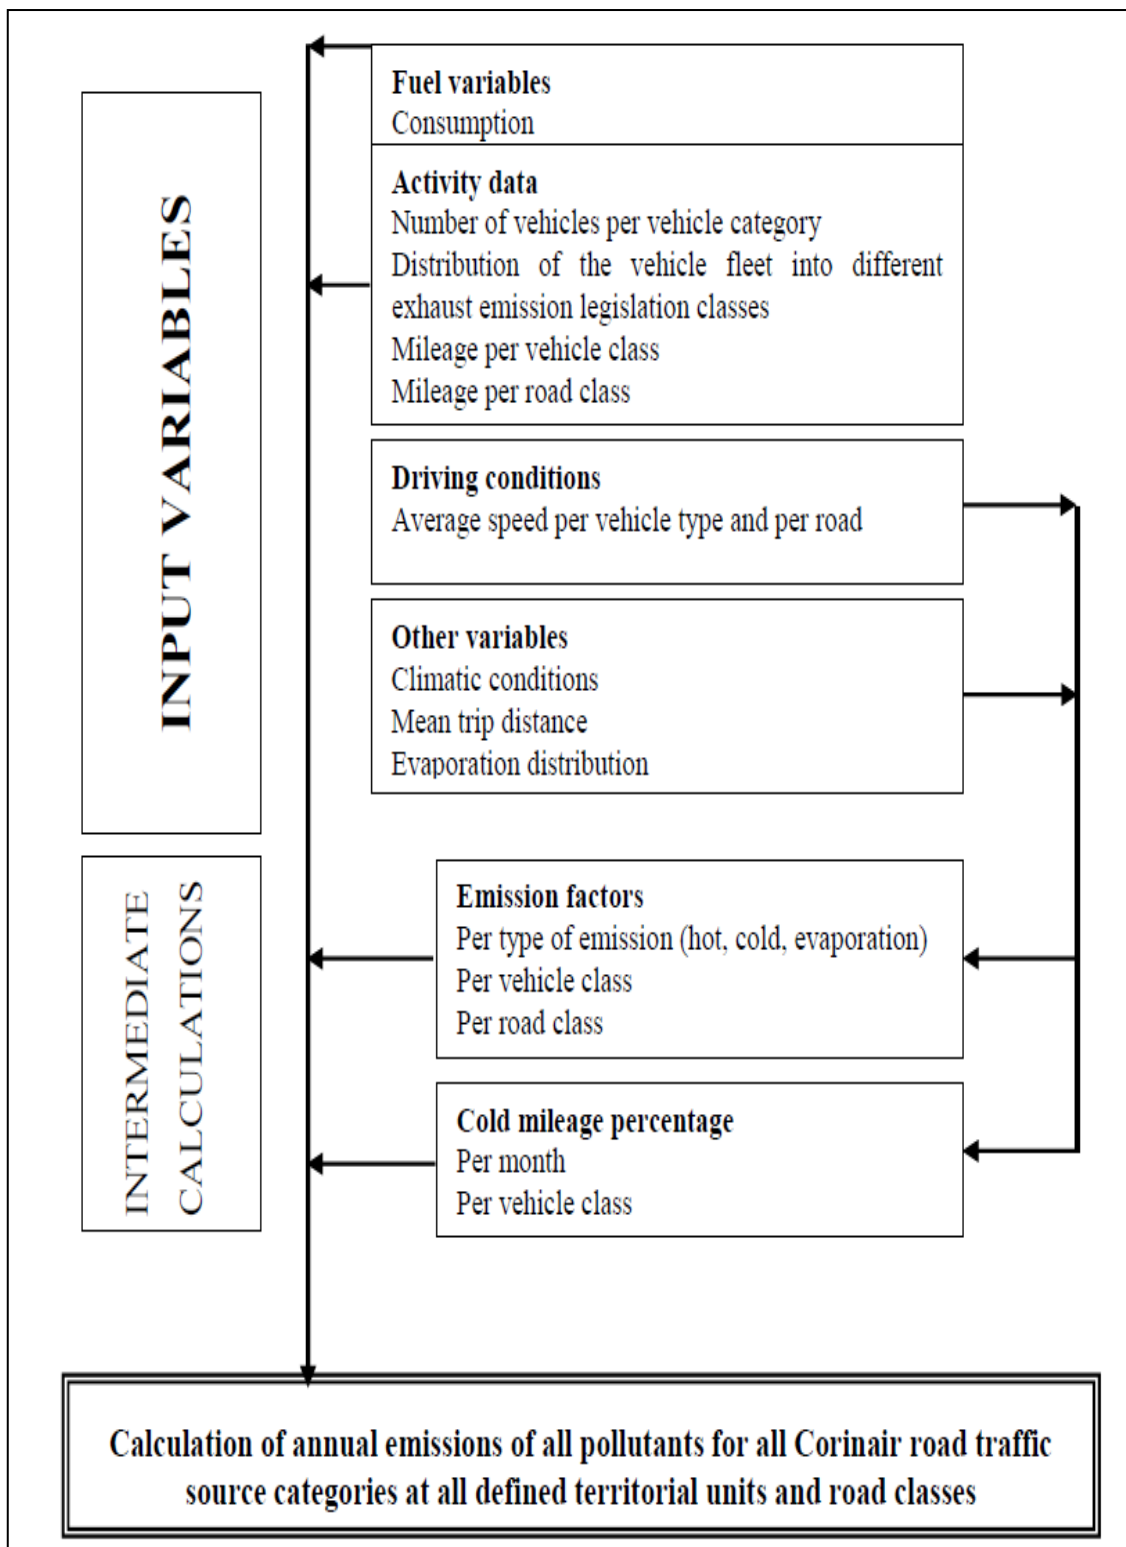 INPUT VARIABLES
Fuel variables
Consumption
Activity data
Number of vehicles per vehicle category
Distribution of the vehicle fleet into different
exhaust emission legislation classes
Mileage per vehicle class
Mileage per road class
Driving conditions
Average speed per vehicle type and per road
Other variables
Climatic conditions
Mean trip distance
Evaporation distribution
INTERMEDIATE
CALCULATIONS
Emission factors
Per type of emission (hot, cold, evaporation)
Per vehicle class
Per road class
Cold mileage percentage
Per month
Per vehicle class
Calculation of annual emissions of all pollutants for all Corinair road traffic
source categories at all defined territorial units and road classes